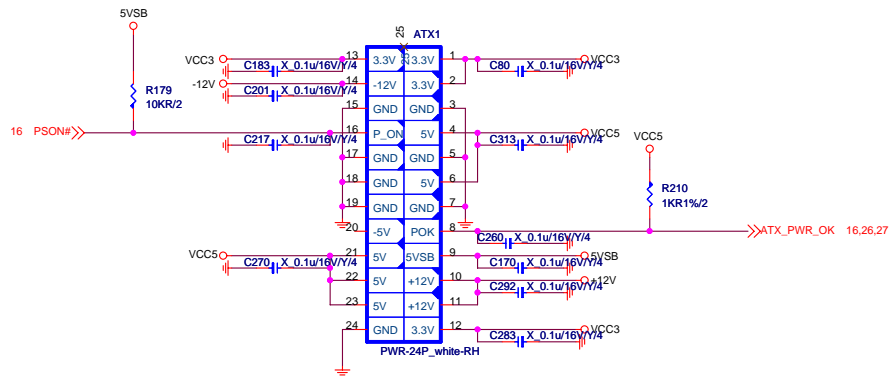 5VSB
25
ATX1
25
VCC3
13
3.3V
3.3V
1
VCC3
C183
X_0.1u/16V/Y/4
C80
X_0.1u/16V/Y/4
-12V
14
-12V
3.3V
2
R179
10KR/2
C201
X_0.1u/16V/Y/4
15
GND
GND
3
16
PSON#
16
P_ON
5V
4
VCC5
C217
X_0.1u/16V/Y/4
C313
X_0.1u/16V/Y/4
VCC5
17
GND
GND
5
18
GND
5V
6
R210
1KR1%/2
19
GND
GND
7
20
-5V
POK
8
ATX_PWR_OK
16,26,27
C260
X_0.1u/16V/Y/4
VCC5
21
5V
5VSB
9
5VSB
C270
X_0.1u/16V/Y/4
C170
X_0.1u/16V/Y/4
22
5V
+12V
10
+12V
C292
X_0.1u/16V/Y/4
23
5V
+12V
11
24
GND
3.3V
12
VCC3
C283
X_0.1u/16V/Y/4
PWR-24P_white-RH